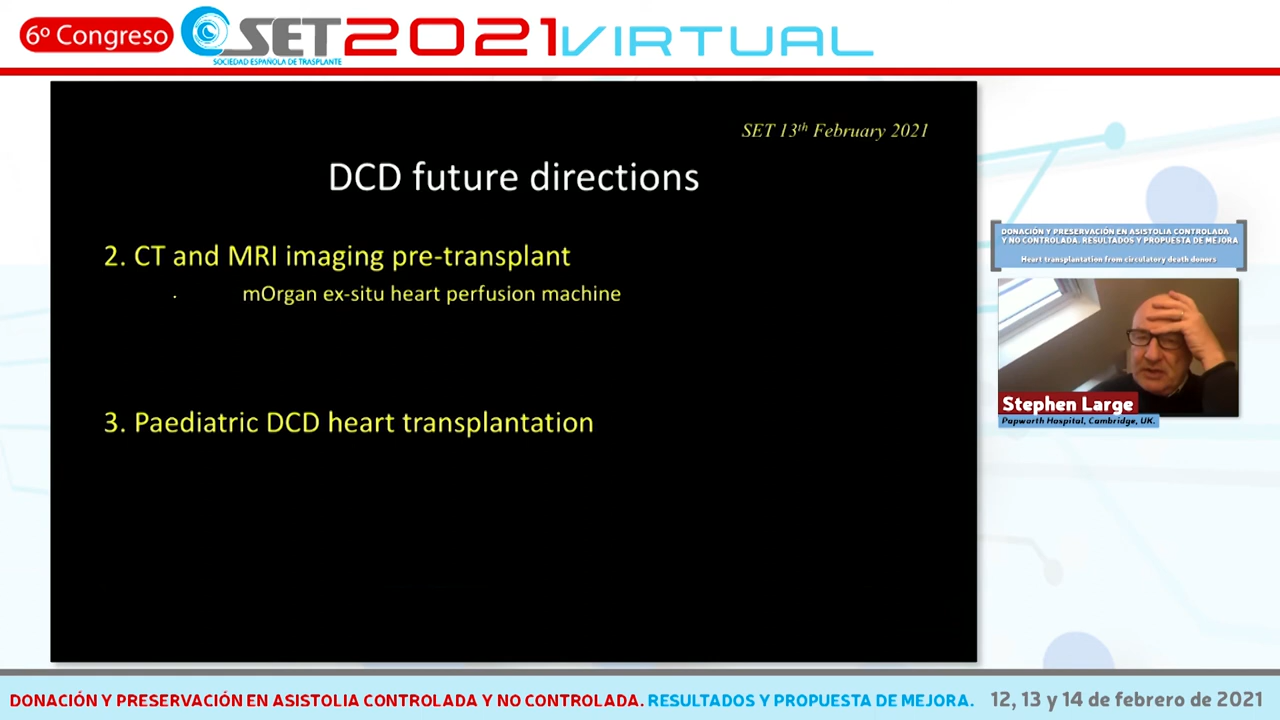 6º Congreso
SET 2021 VIRTUAL
SOCIEDAD ESPAÑOLA DE TRASPLANTE
SET 13th February 2021
DCD future directions
2. CT and MRI imaging pre-transplant
. mOrgan ex-situ heart perfusion machine
3. Paediatric DCD heart transplantation
DONACIÓN Y PRESERVACIÓN EN ASISTOLIA CONTROLADA
Y NO CONTROLADA. RESULTADOS Y PROPUESTA DE MEJORA
Heart transplantation from circulatory death donors
Stephen Large
Papworth Hospital, Cambridge, UK.
DONACIÓN Y PRESERVACIÓN EN ASISTOLIA CONTROLADA Y NO CONTROLADA. RESULTADOS Y PROPUESTA DE MEJORA. 12, 13 y 14 de febrero de 2021